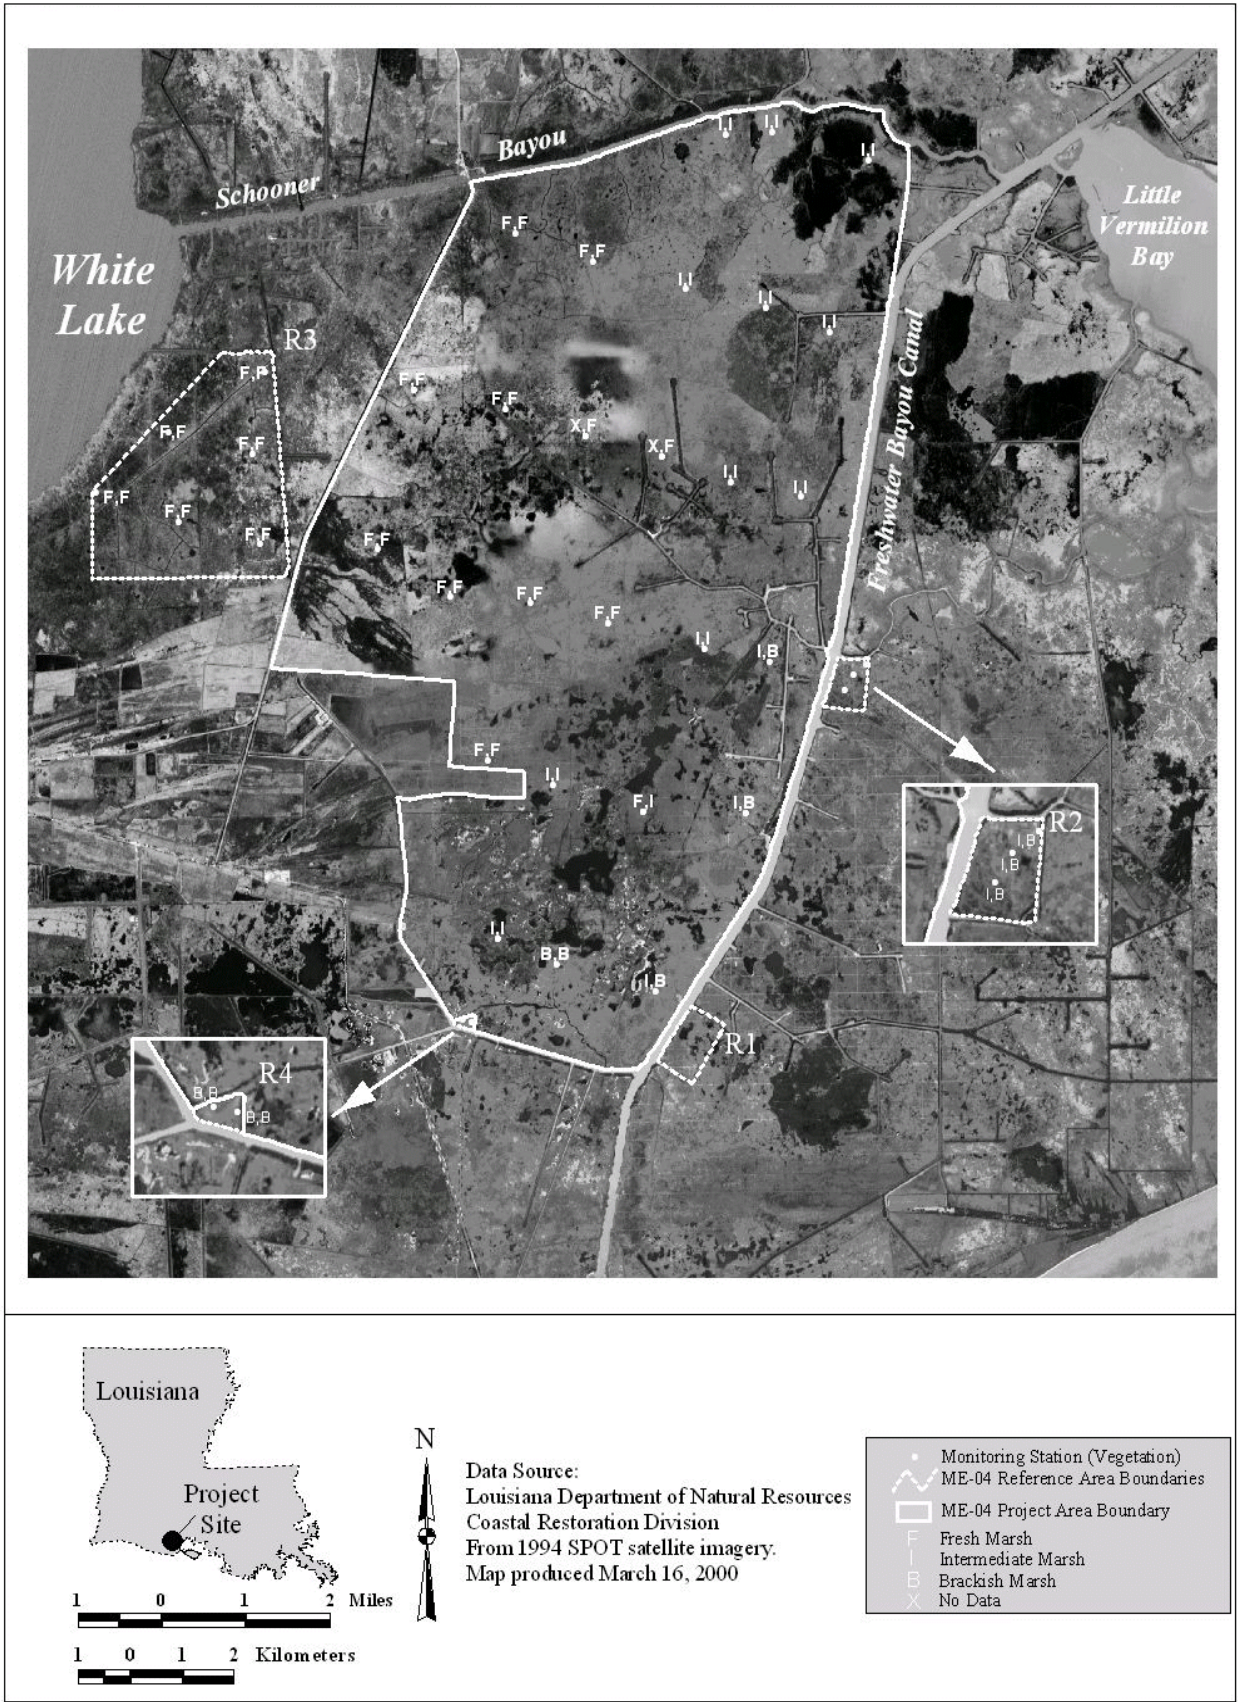 Bayou
Schooner
I,I
I,I
I,I
Little
Vermilion
Bay
F,F
F,F
White
Lake
I,I
I,I
I,I
Freshwater Bayou Canal
R3
F,F
F,F
F,F
F,F
F,F
F,F
X,F
X,F
I,I
I,I
F,F
F,F
F,F
F,F
F,F
F,F
F,F
I,I
I,B
F,F
I,I
F,I
I,B
R2
I,B
I,B
I,B
I,I
B,B
I,B
R1
R4
B,B
B,B
Louisiana
Project
Site
1 0 1 2 Miles
1 0 1 2 Kilometers
N
Data Source:
Louisiana Department of Natural Resources
Coastal Restoration Division
From 1994 SPOT satellite imagery.
Map produced March 16, 2000
Monitoring Station (Vegetation)
ME-04 Reference Area Boundaries
ME-04 Project Area Boundary
F Fresh Marsh
I Intermediate Marsh
B Brackish Marsh
X No Data